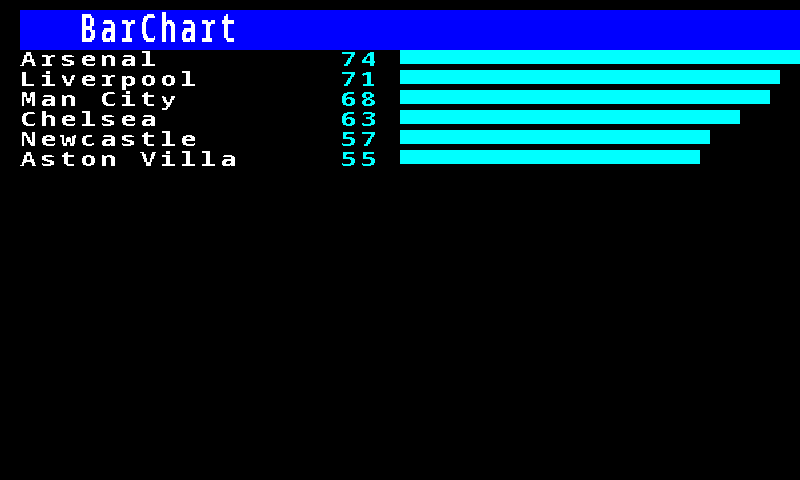 BarChart
Arsenal 74
Liverpool 71
Man City 68
Chelsea 63
Newcastle 57
Aston Villa 55